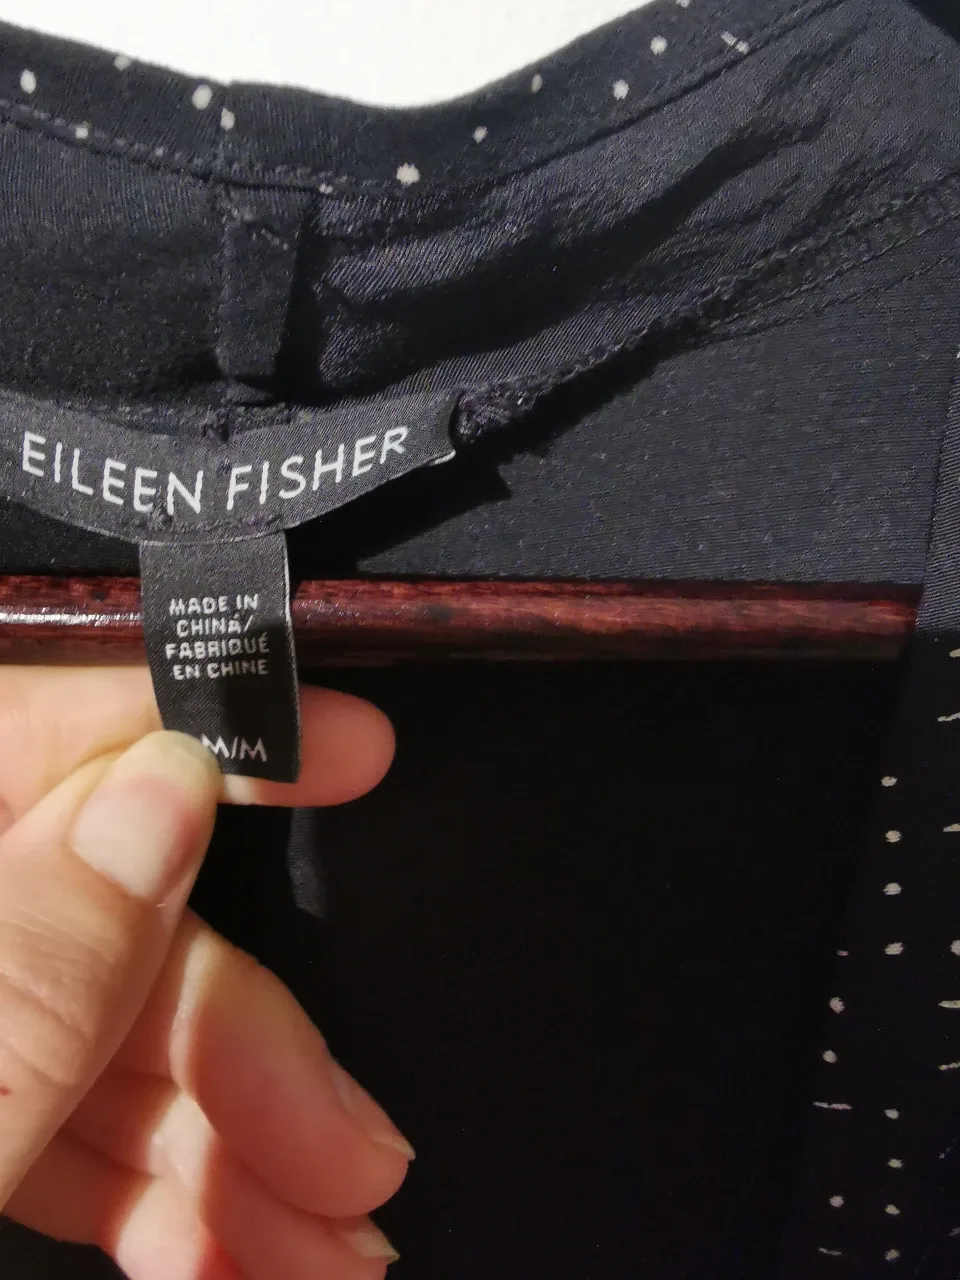 EILEEN FISHER
MADE IN
CHINA/
FABRIQUÉ
EN CHINE
M/M